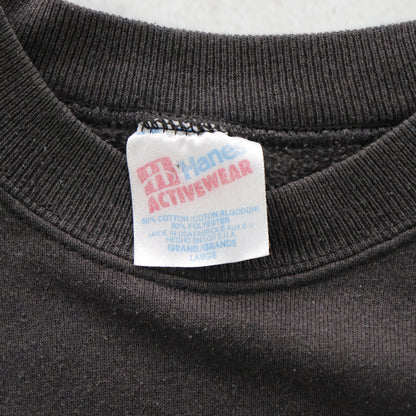 Hanes
ACTIVEWEAR
50% COTTON (COTON ALGODON)
50% POLYESTER
MADE IN USA/FABRIQUE AUX E-U
HECHO EN LOS E.U.A.
GRAND/GRANDE
LARGE